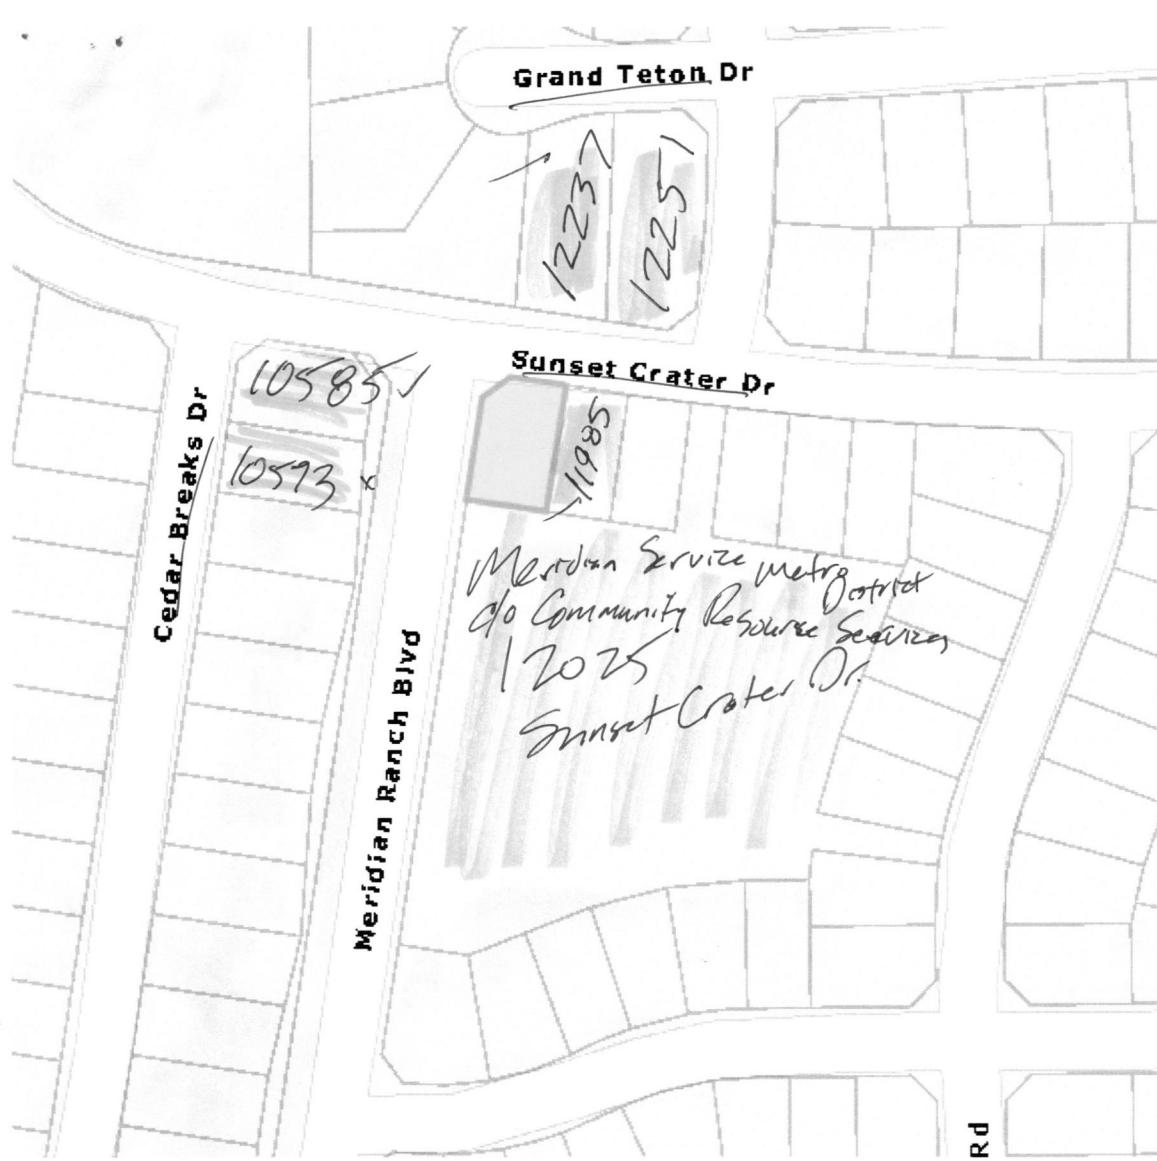 Grand Teton Dr
12237
12251
Sunset Crater Dr
10585 ✓
11985
Cedar Breaks Dr
10593 x
Meridian Service Metro
District
c/o Community Resourse Services
12025
Sunset Crater Dr.
Meridian Ranch Blvd
Rd